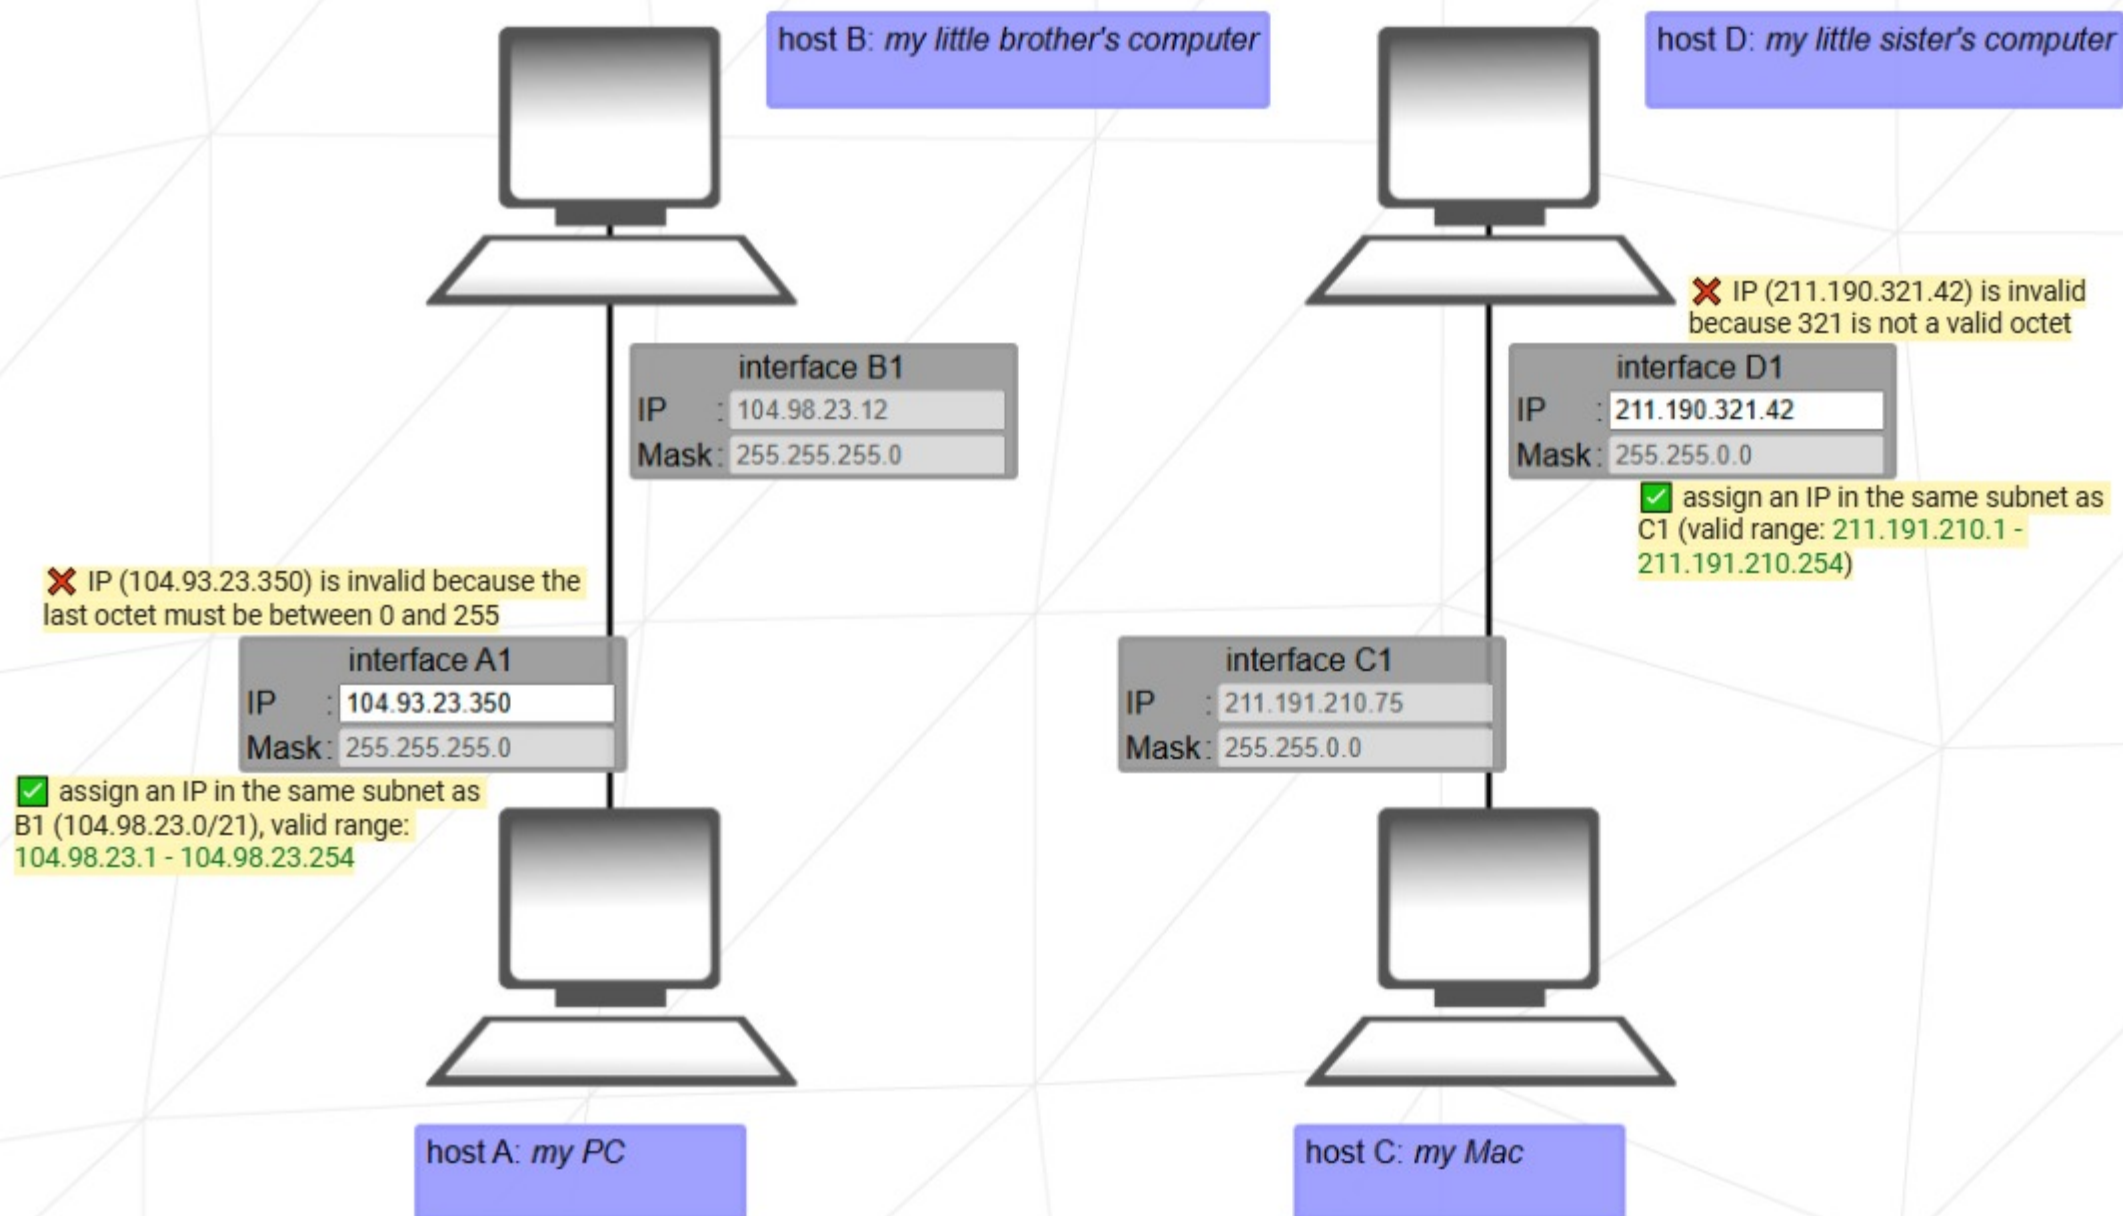 host B: my little brother's computer
host D: my little sister's computer
❌ IP (211.190.321.42) is invalid
because 321 is not a valid octet
interface B1
IP : 104.98.23.12
Mask : 255.255.255.0
interface D1
IP : 211.190.321.42
Mask : 255.255.0.0
✅ assign an IP in the same subnet as
C1 (valid range: 211.191.210.1 -
211.191.210.254)
❌ IP (104.93.23.350) is invalid because the
last octet must be between 0 and 255
interface A1
IP : 104.93.23.350
Mask : 255.255.255.0
✅ assign an IP in the same subnet as
B1 (104.98.23.0/21), valid range:
104.98.23.1 - 104.98.23.254
interface C1
IP : 211.191.210.75
Mask : 255.255.0.0
host A: my PC
host C: my Mac